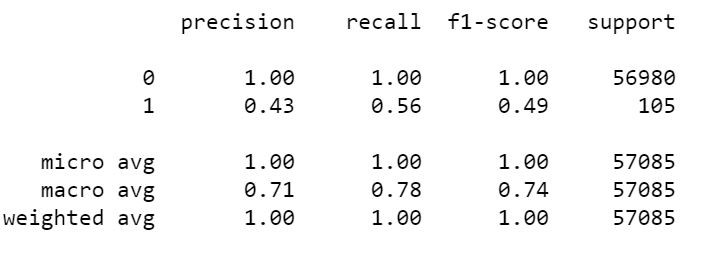 precision recall f1-score support
0 1.00 1.00 1.00 56980
1 0.43 0.56 0.49 105
micro avg 1.00 1.00 1.00 57085
macro avg 0.71 0.78 0.74 57085
weighted avg 1.00 1.00 1.00 57085